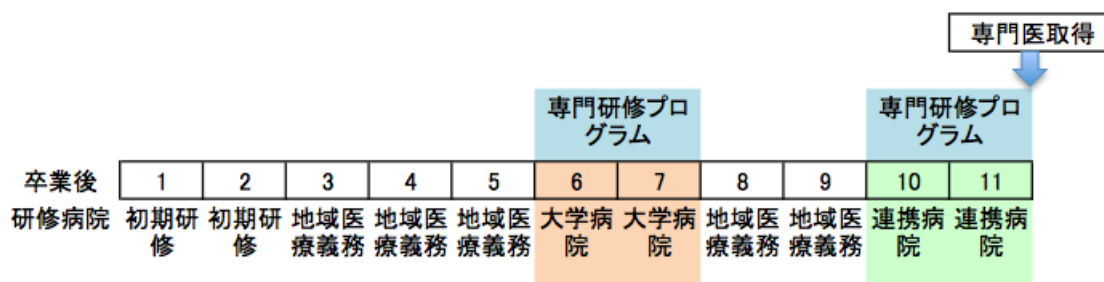 専門医取得
専門研修プロ
グラム
専門研修プロ
グラム
卒業後 1 2 3 4 5 6 7 8 9 10 11
研修病院 初期研 初期研 地域医 地域医 地域医 大学病 大学病 地域医 地域医 連携病 連携病
修 修 療義務 療義務 療義務 院 院 療義務 療義務 院 院